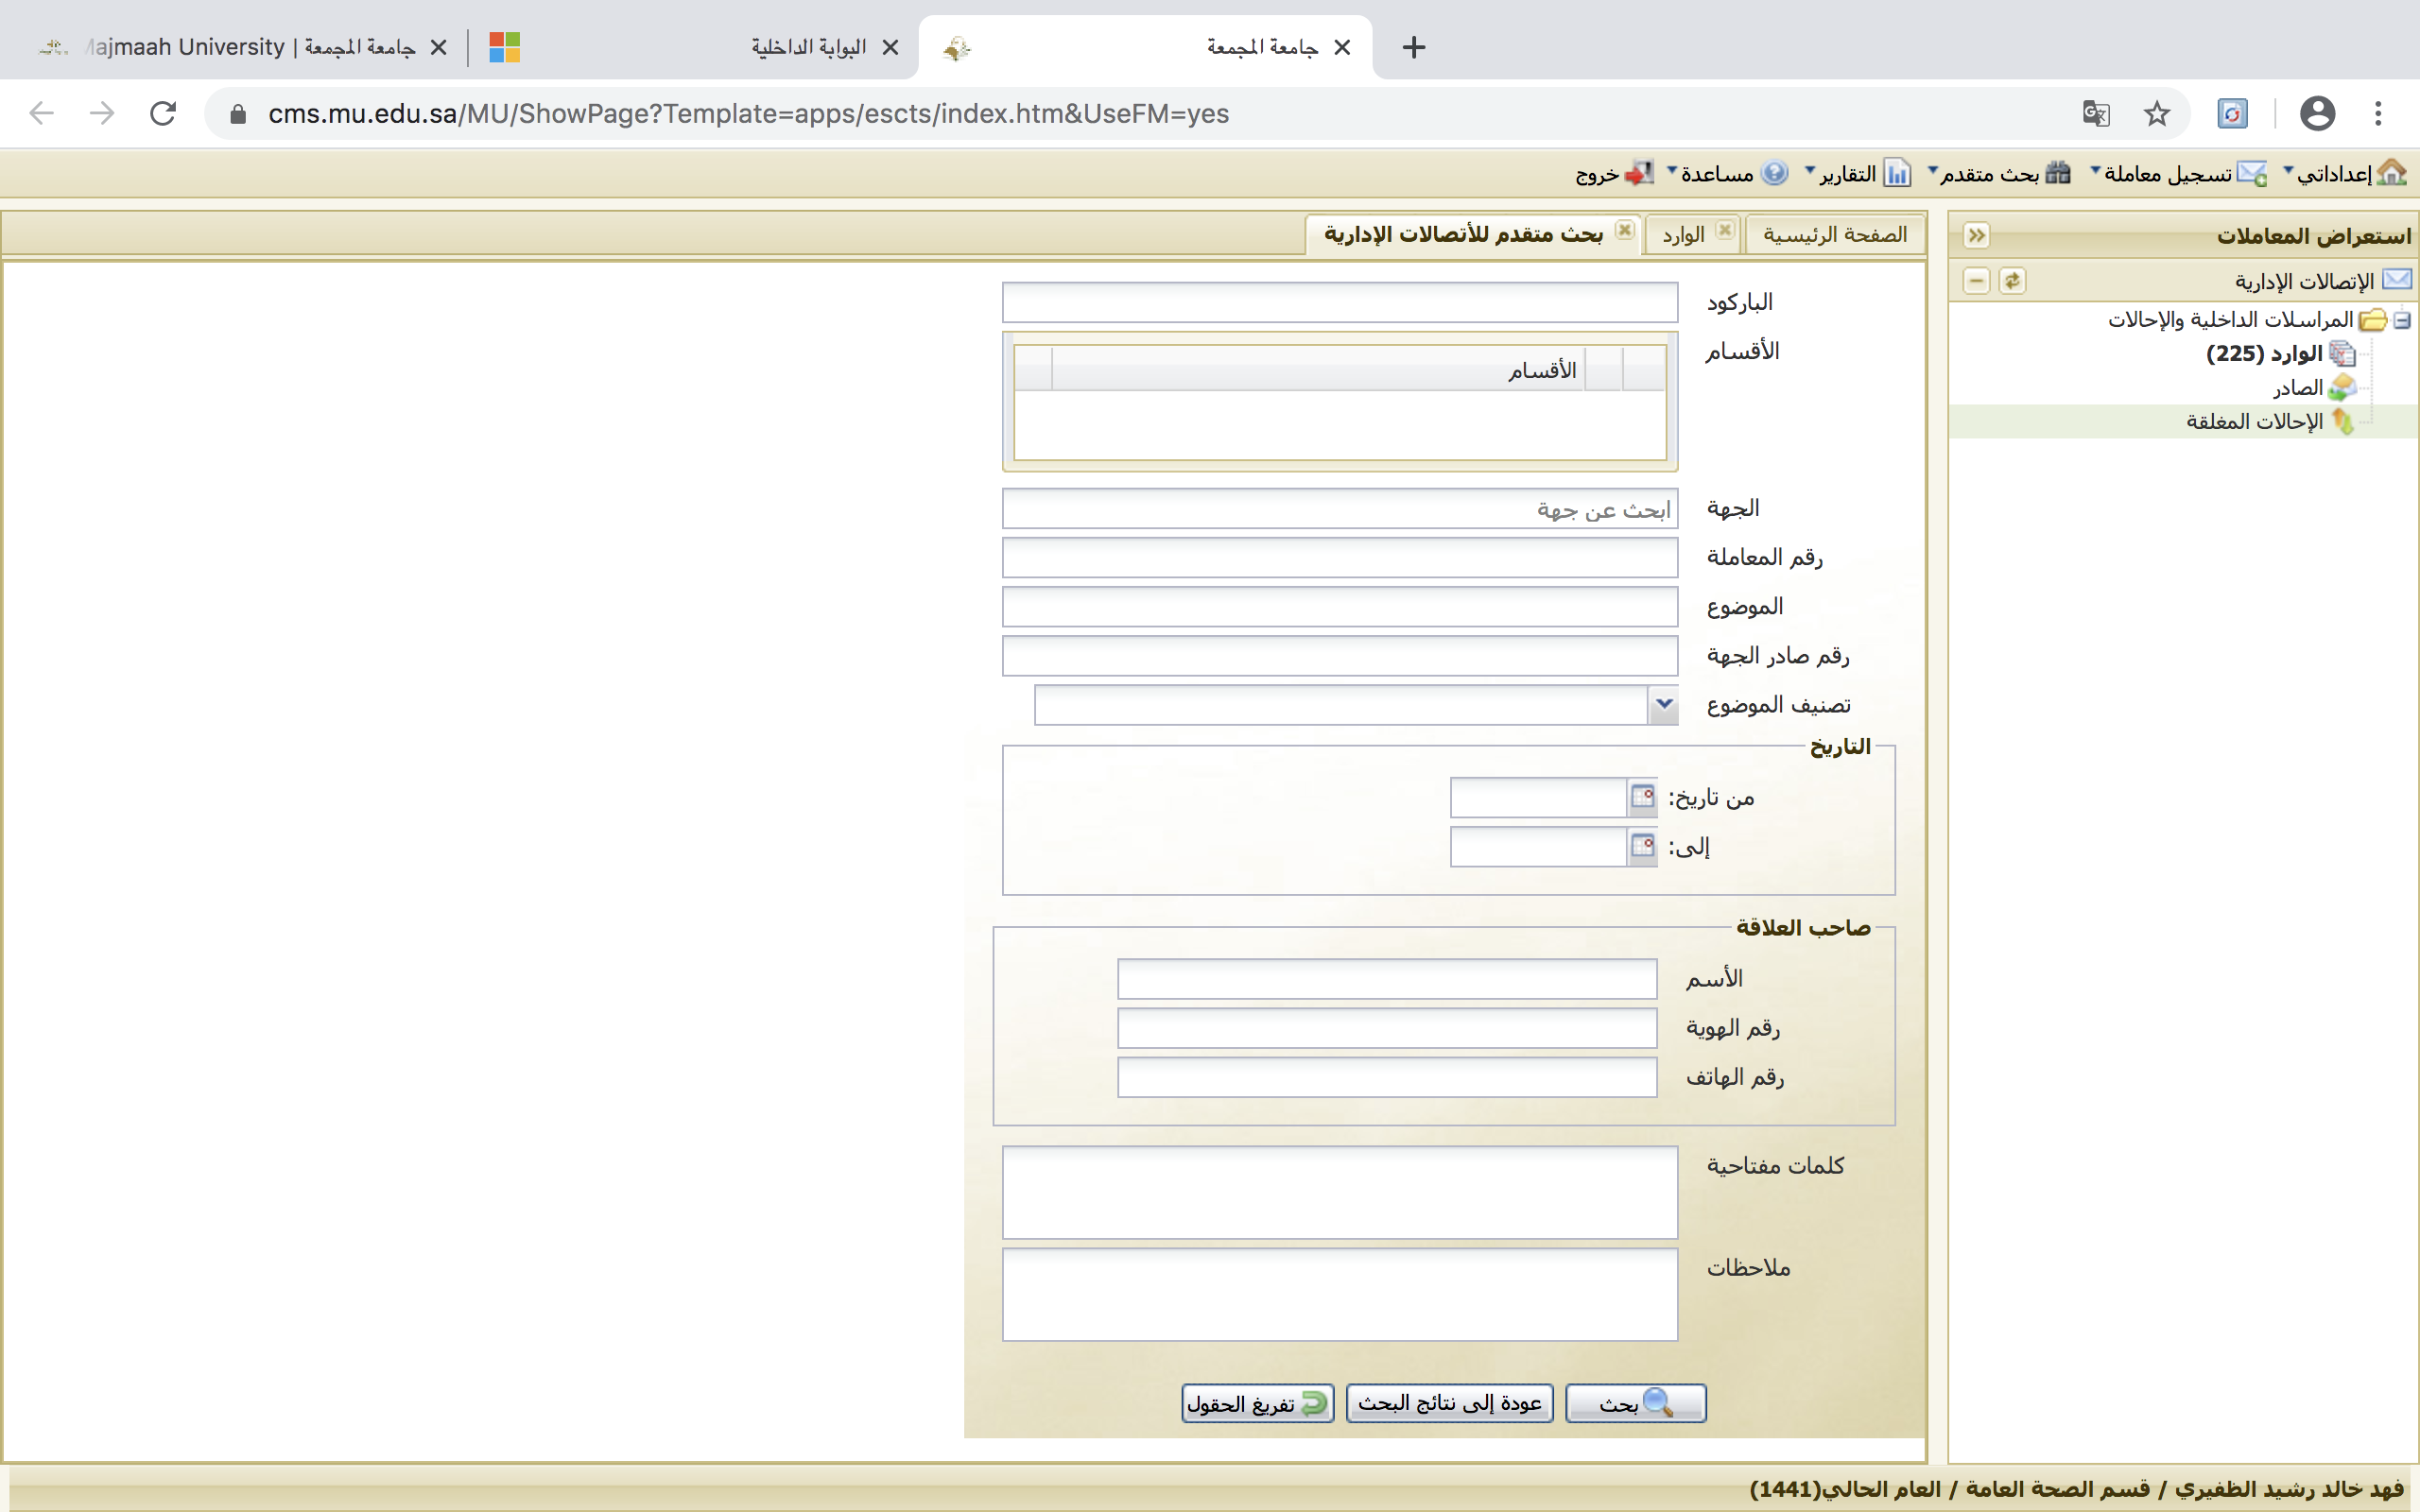 Majmaah University | جامعة المجمعة
البوابة الداخلية
جامعة المجمعة
cms.mu.edu.sa/MU/ShowPage?Template=apps/escts/index.htm&UseFM=yes
إعداداتي تسجيل معاملة بحث متقدم التقارير مساعدة خروج
استعراض المعاملات
الإتصالات الإدارية
المراسلات الداخلية والإحالات
الوارد (225)
الصادر
الإحالات المغلقة
الصفحة الرئيسية الوارد بحث متقدم للأتصالات الإدارية
الباركود
الأقسام
الأقسام
الجهة ابحث عن جهة
رقم المعاملة
الموضوع
رقم صادر الجهة
تصنيف الموضوع
التاريخ
من تاريخ:
إلى:
صاحب العلاقة
الأسم
رقم الهوية
رقم الهاتف
كلمات مفتاحية
ملاحظات
بحث عودة إلى نتائج البحث تفريغ الحقول
فهد خالد رشيد الظفيري / قسم الصحة العامة / العام الحالي(1441)